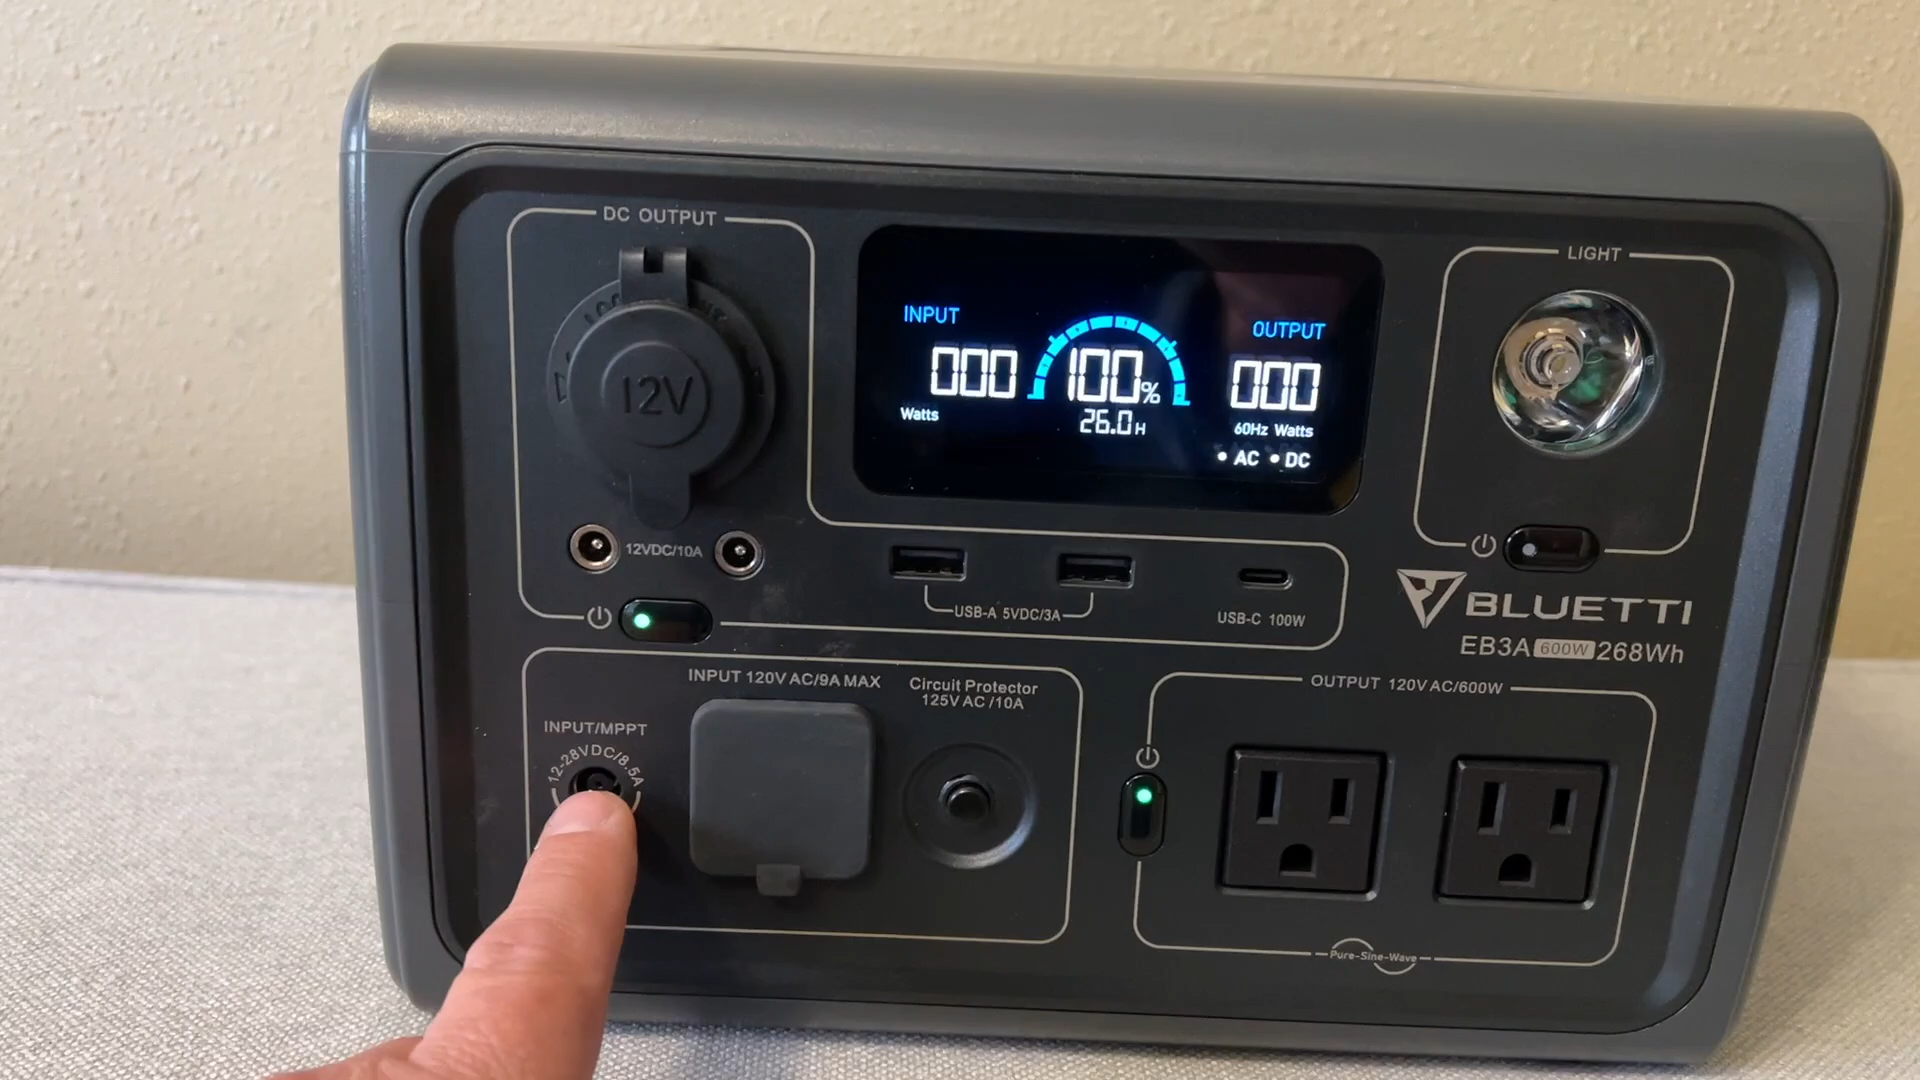 DC OUTPUT
12V
12VDC/10A
INPUT
000
Watts
100%
26.0H
OUTPUT
000
60Hz Watts
AC DC
LIGHT
USB-A 5VDC/3A
USB-C 100W
BLUETTI
EB3A 600W 268Wh
INPUT/MPPT
12-28VDC/8.5A
INPUT 120V AC/9A MAX
Circuit Protector
125V AC /10A
OUTPUT 120V AC/600W
Pure-Sine-Wave